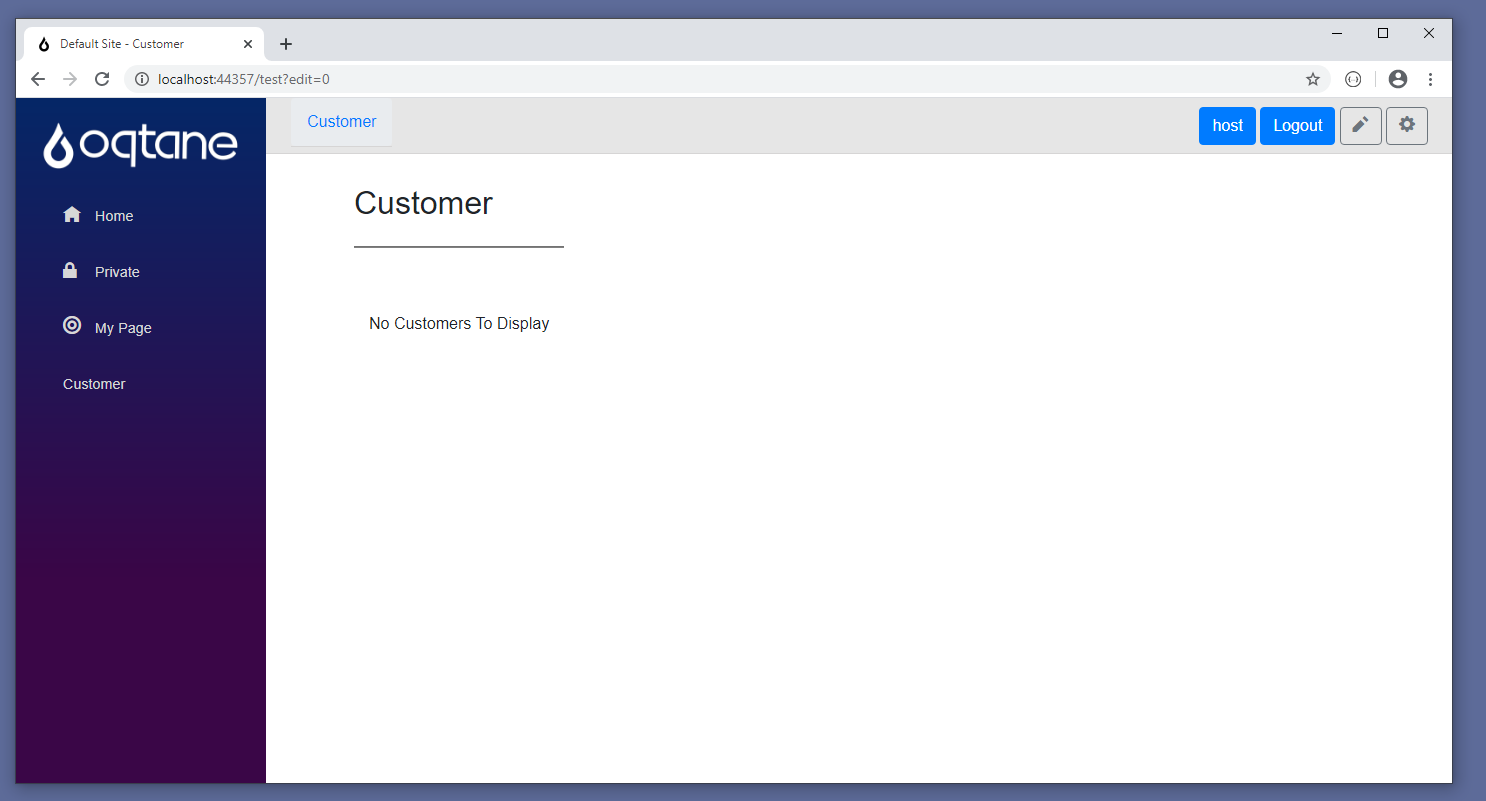 Default Site - Customer
localhost:44357/test?edit=0
oqtane
Customer
host
Logout
Home
Private
My Page
Customer
Customer
No Customers To Display